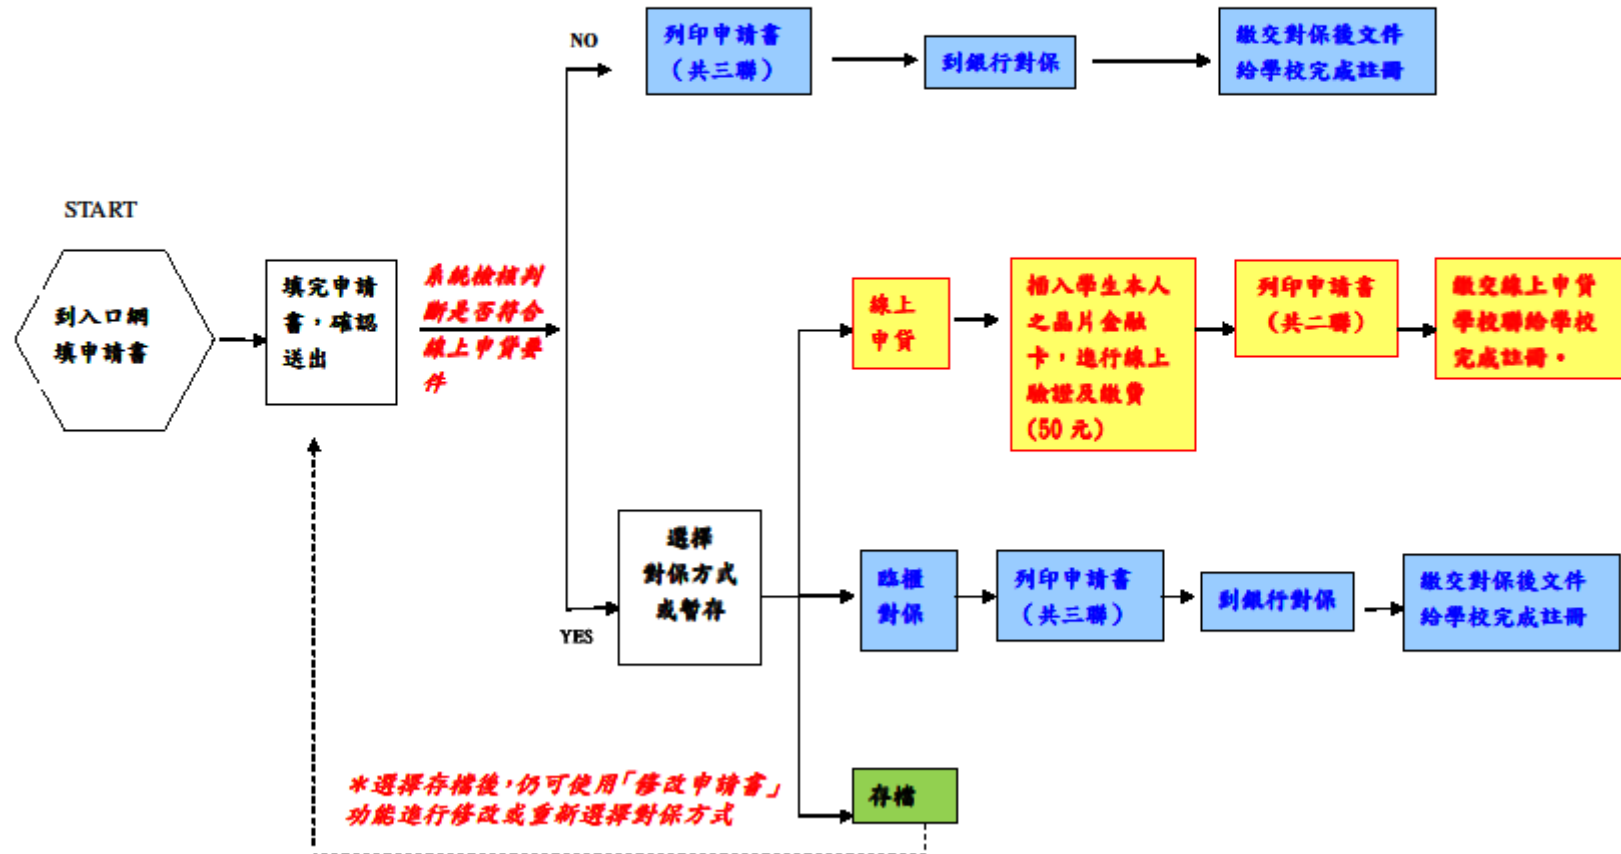 NO
列印申請書
（共三聯）
到銀行對保
繳交對保後文件
給學校完成註冊
START
到入口網
填申請書
填完申請
書，確認
送出
系統檢核判
斷是否符合
線上申貸要
件
線上
申貸
插入學生本人
之晶片金融
卡，進行線上
驗證及繳費
(50 元)
列印申請書
（共二聯）
繳交線上申貸
學校聯給學校
完成註冊。
YES
選擇
對保方式
或暫存
臨櫃
對保
列印申請書
（共三聯）
到銀行對保
繳交對保後文件
給學校完成註冊
存檔
＊選擇存檔後，仍可使用「修改申請書」
功能進行修改或重新選擇對保方式